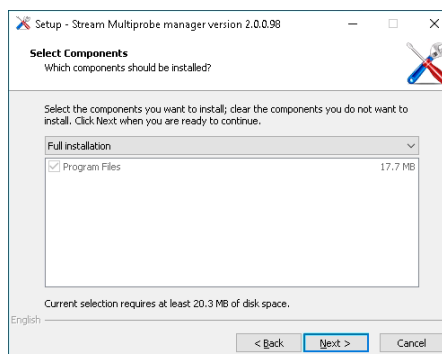 Setup - Stream Multiprobe manager version 2.0.0.98
Select Components
Which components should be installed?
Select the components you want to install; clear the components you do not want to
install. Click Next when you are ready to continue.
Full installation
Program Files 17.7 MB
Current selection requires at least 20.3 MB of disk space.
English
< Back Next > Cancel